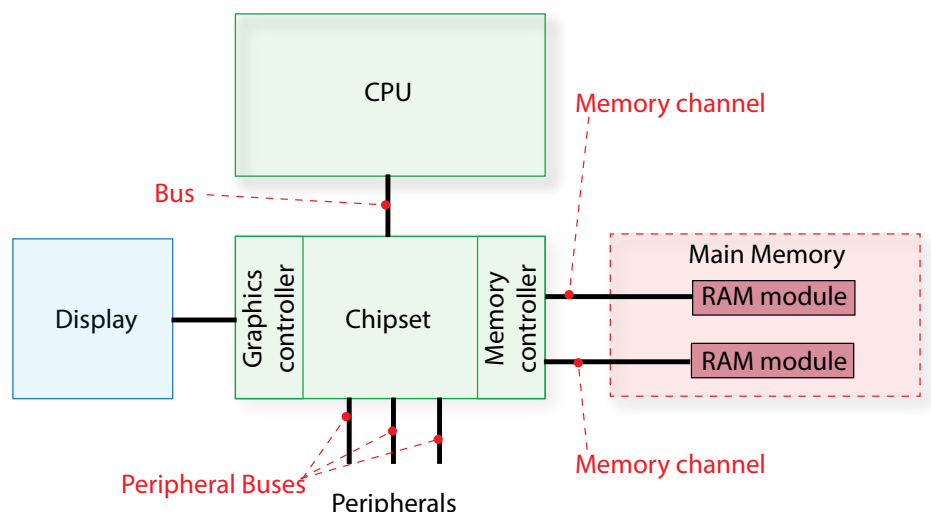 CPU
Memory channel
Bus
Main Memory
RAM module
Display
Graphics
controller
Chipset
Memory
controller
RAM module
Memory channel
Peripheral Buses
Peripherals